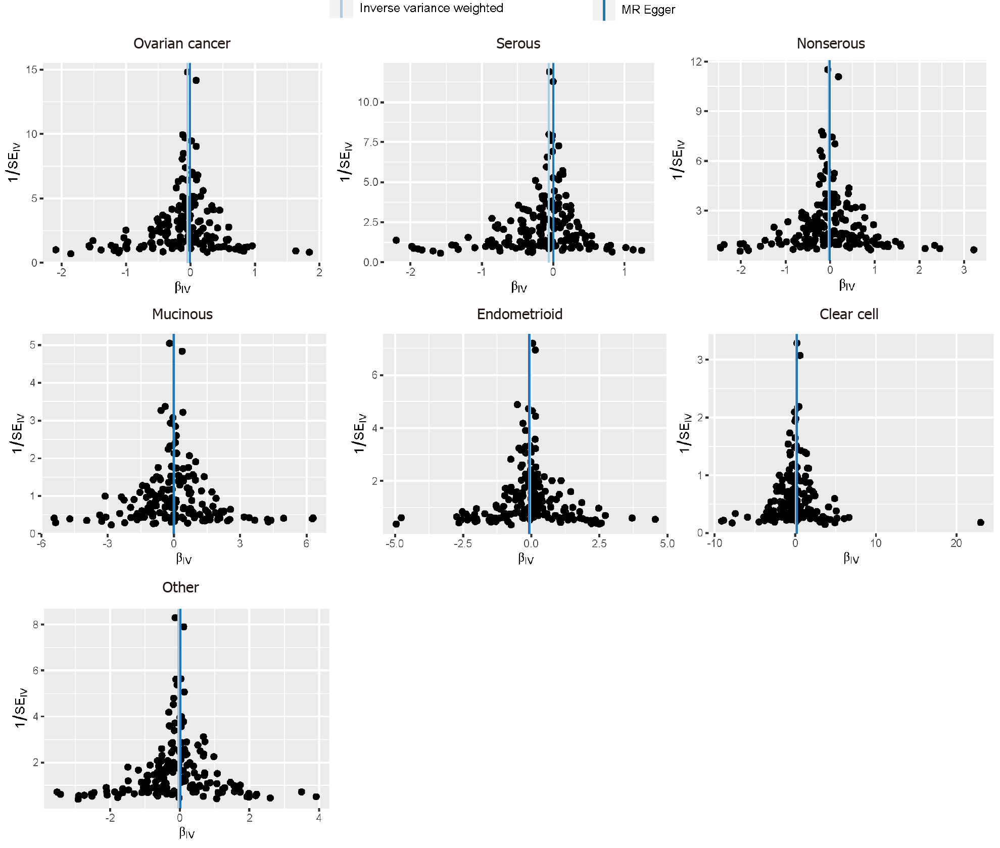 Inverse variance weighted
MR Egger
Ovarian cancer
Serous
Nonserous
15
10
5
0
1/SE_IV
-2
-1
0
1
2
β_IV
10.0
7.5
5.0
2.5
0.0
1/SE_IV
-2
-1
0
1
β_IV
12
9
6
3
1/SE_IV
-2
-1
0
1
2
3
β_IV
Mucinous
Endometrioid
Clear cell
5
4
3
2
1
0
1/SE_IV
-6
-3
0
3
6
β_IV
6
4
2
1/SE_IV
-5.0
-2.5
0.0
2.5
5.0
β_IV
3
2
1
0
1/SE_IV
-10
0
10
20
β_IV
Other
8
6
4
2
1/SE_IV
-2
0
2
4
β_IV